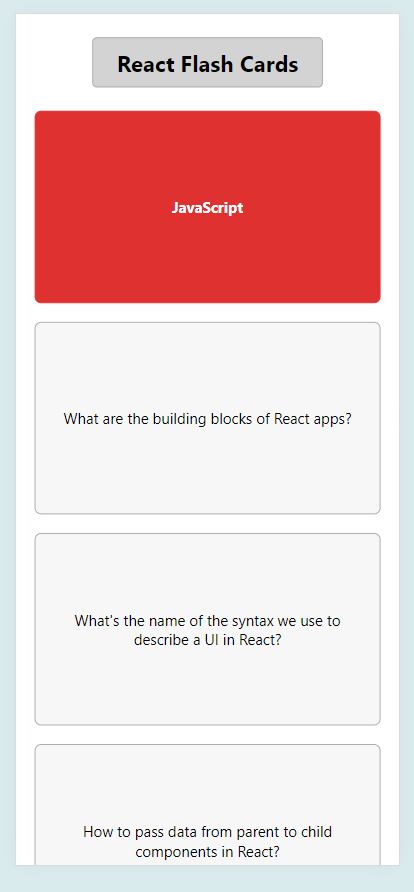 React Flash Cards
JavaScript
What are the building blocks of React apps?
What's the name of the syntax we use to
describe a UI in React?
How to pass data from parent to child
components in React?